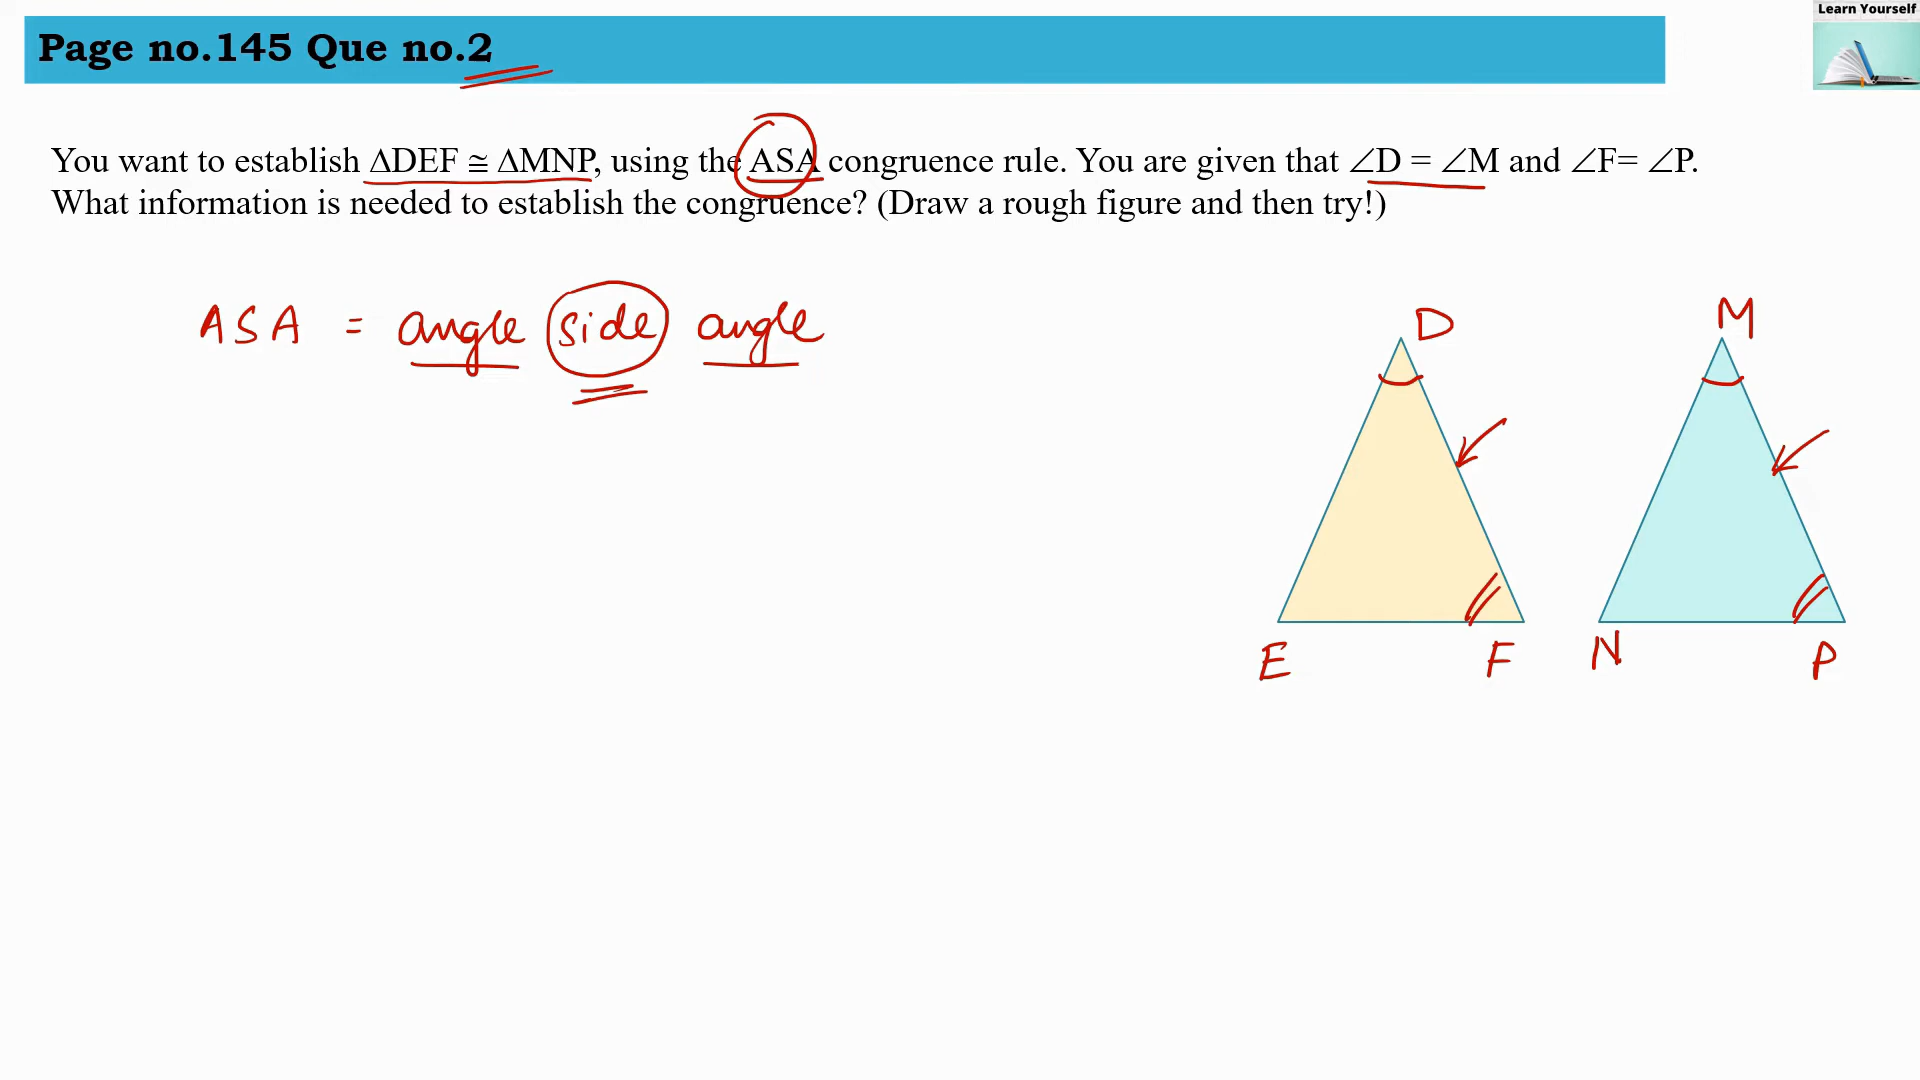 Learn Yourself
Page no.145 Que no.2
You want to establish ∆DEF ≅ ∆MNP, using the ASA congruence rule. You are given that ∠D = ∠M and ∠F= ∠P.
What information is needed to establish the congruence? (Draw a rough figure and then try!)
ASA = angle side angle
D M
E F N P